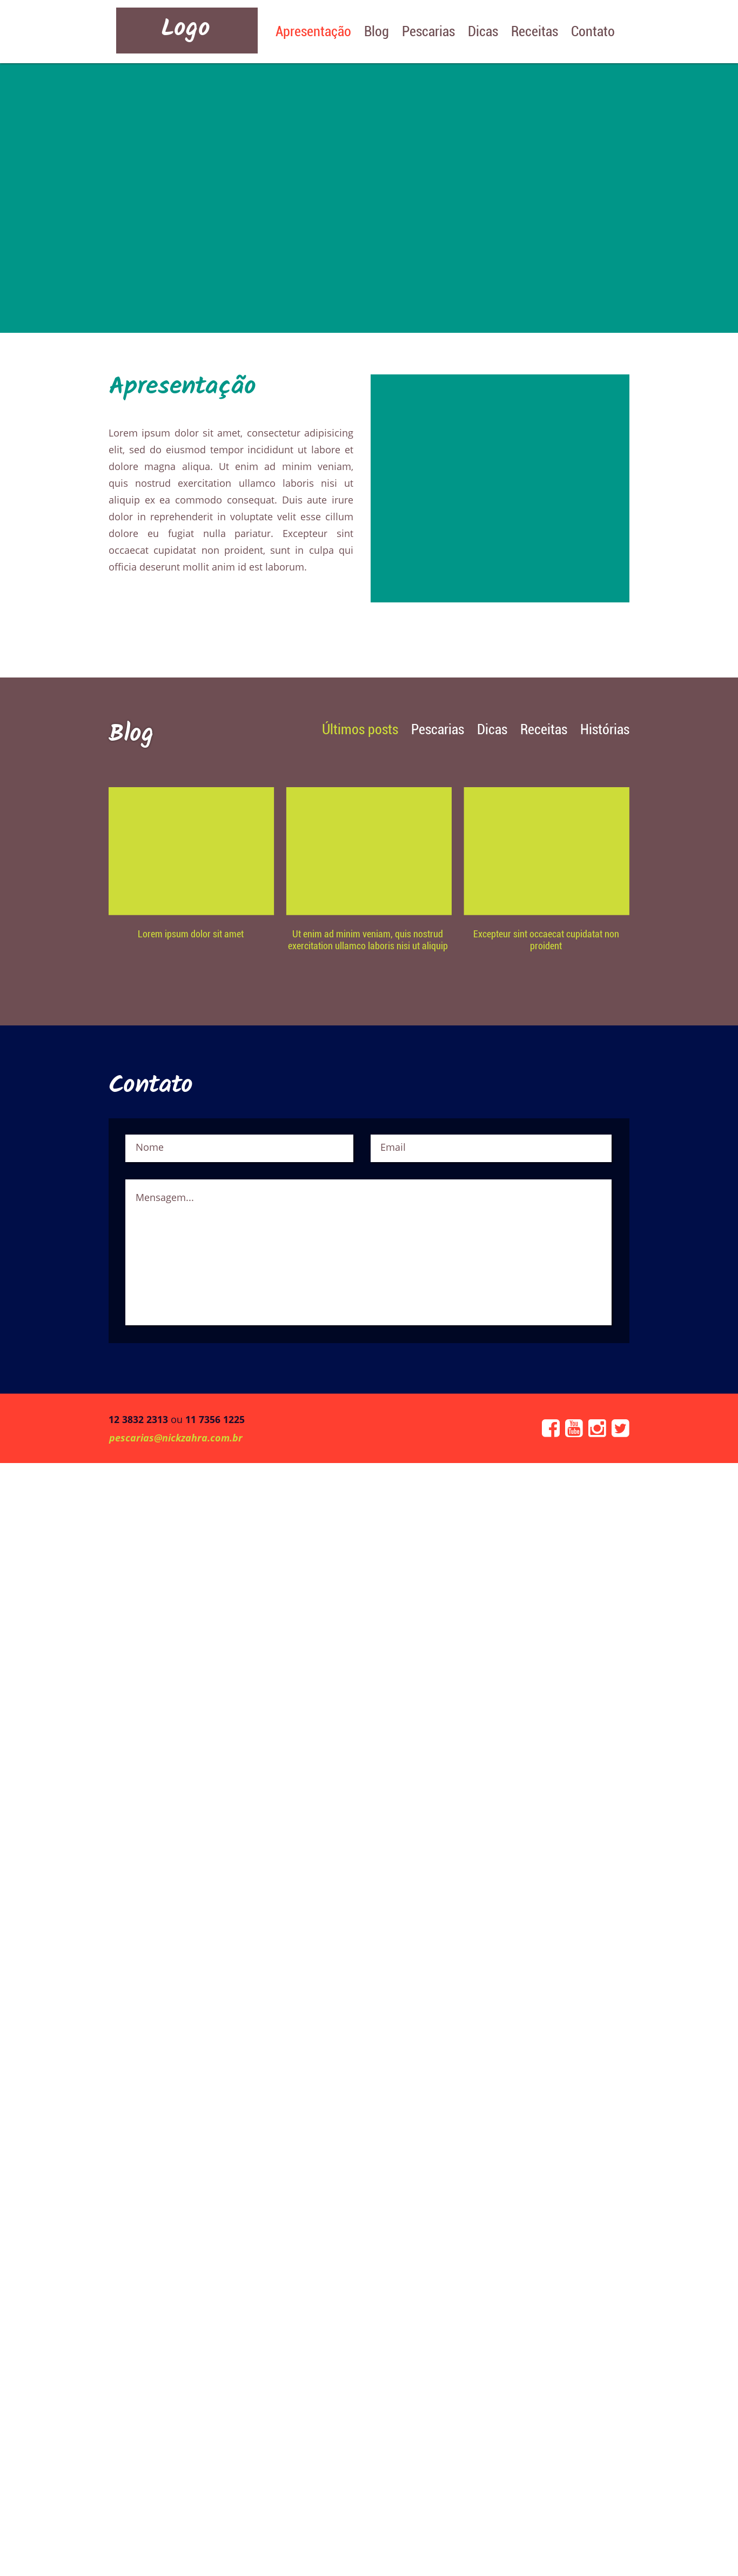 Logo
Apresentação Blog Pescarias Dicas Receitas Contato
Apresentação
Lorem ipsum dolor sit amet, consectetur adipisicing
elit, sed do eiusmod tempor incididunt ut labore et
dolore magna aliqua. Ut enim ad minim veniam,
quis nostrud exercitation ullamco laboris nisi ut
aliquip ex ea commodo consequat. Duis aute irure
dolor in reprehenderit in voluptate velit esse cillum
dolore eu fugiat nulla pariatur. Excepteur sint
occaecat cupidatat non proident, sunt in culpa qui
officia deserunt mollit anim id est laborum.
Blog
Últimos posts Pescarias Dicas Receitas Histórias
Lorem ipsum dolor sit amet
Ut enim ad minim veniam, quis nostrud
exercitation ullamco laboris nisi ut aliquip
Excepteur sint occaecat cupidatat non
proident
Contato
Nome
Email
Mensagem...
12 3832 2313 ou 11 7356 1225
pescarias@nickzahra.com.br
You
Tube